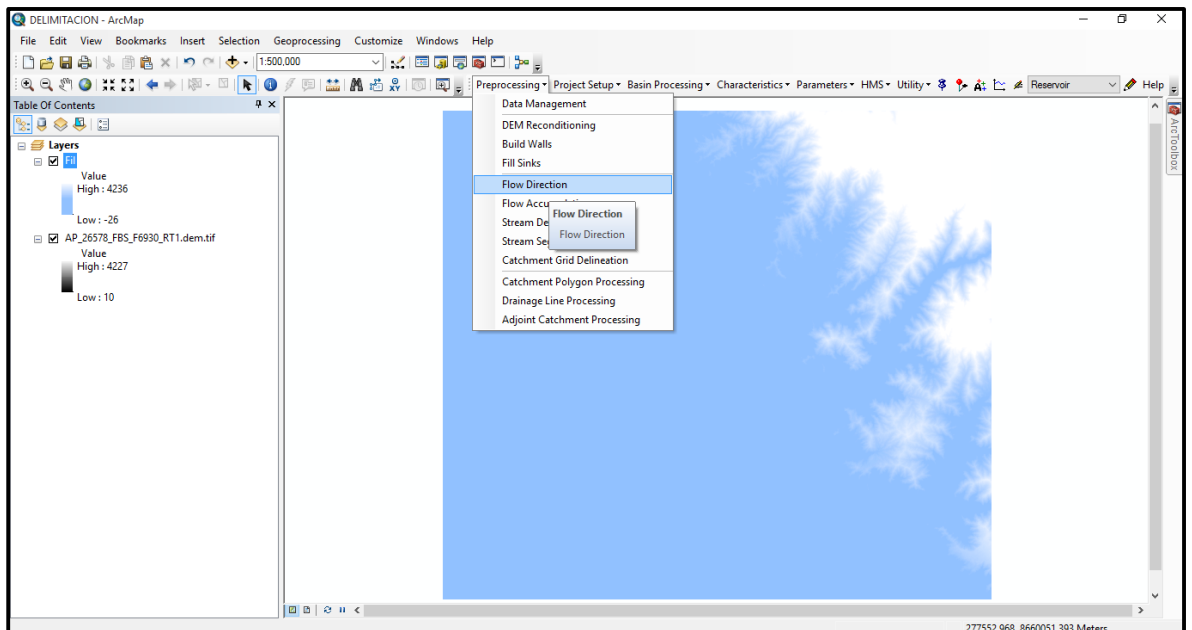 DELIMITACION - ArcMap
File Edit View Bookmarks Insert Selection Geoprocessing Customize Windows Help
1:500,000
Preprocessing Project Setup Basin Processing Characteristics Parameters HMS Utility Reservoir Help
Table Of Contents
Layers
Fil
Value
High : 4236
Low : -26
AP_26578_FBS_F6930_RT1.dem.tif
Value
High : 4227
Low : 10
Data Management
DEM Reconditioning
Build Walls
Fill Sinks
Flow Direction
Flow Accu
Stream De
Stream Se
Catchment Grid Delineation
Catchment Polygon Processing
Drainage Line Processing
Adjoint Catchment Processing
Flow Direction
Flow Direction
ArcToolbox
277552.968 8660051.393 Meters